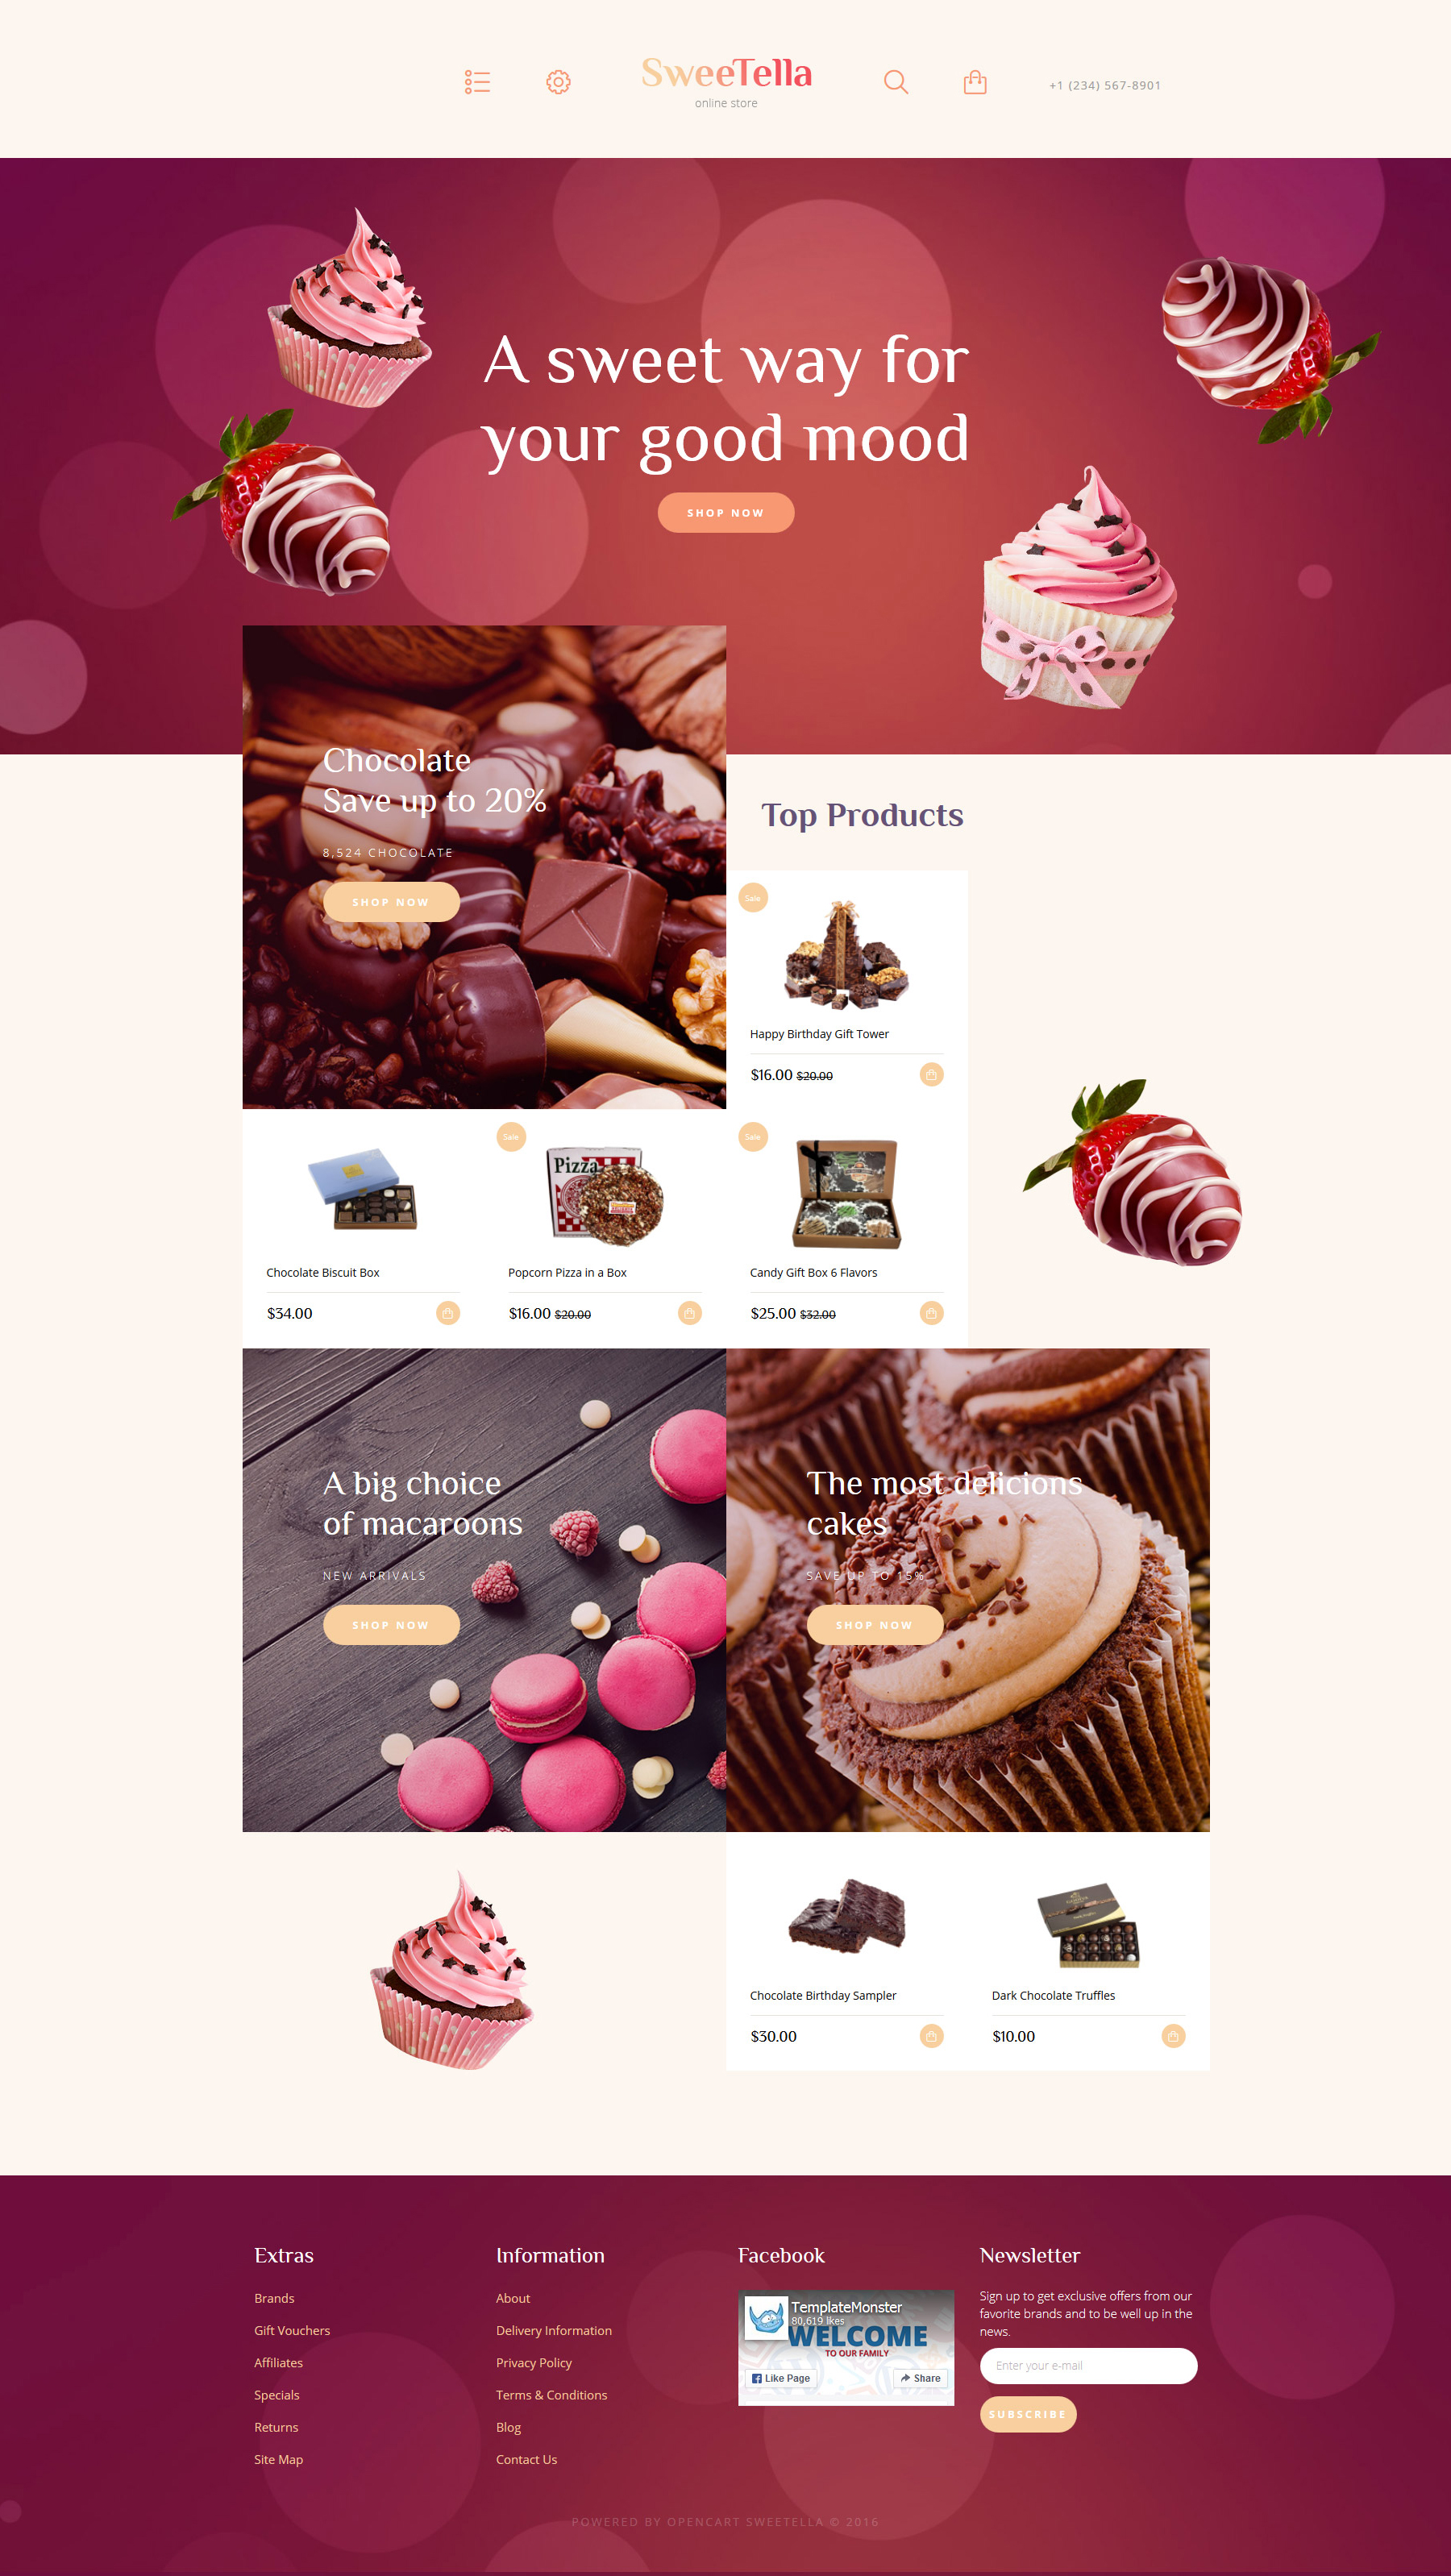 SweeTella
online store
+1 (234) 567-8901
A sweet way for
your good mood
SHOP NOW
Chocolate
Save up to 20%
8,524 CHOCOLATE
SHOP NOW
Top Products
Sale
Happy Birthday Gift Tower
$16.00 $20.00
Chocolate Biscuit Box
$34.00
Sale
Pizza
Popcorn Pizza in a Box
$16.00 $20.00
Sale
Candy Gift Box 6 Flavors
$25.00 $32.00
A big choice
of macaroons
NEW ARRIVALS
SHOP NOW
The most delicions
cakes
SAVE UP TO 15%
SHOP NOW
Chocolate Birthday Sampler
$30.00
Dark Chocolate Truffles
$10.00
Extras
Brands
Gift Vouchers
Affiliates
Specials
Returns
Site Map
Information
About
Delivery Information
Privacy Policy
Terms & Conditions
Blog
Contact Us
Facebook
TemplateMonster
80,619 likes
WELCOME
TO OUR FAMILY
Like Page
Share
Newsletter
Sign up to get exclusive offers from our
favorite brands and to be well up in the
news.
Enter your e-mail
SUBSCRIBE
POWERED BY OPENCART SWEETELLA © 2016